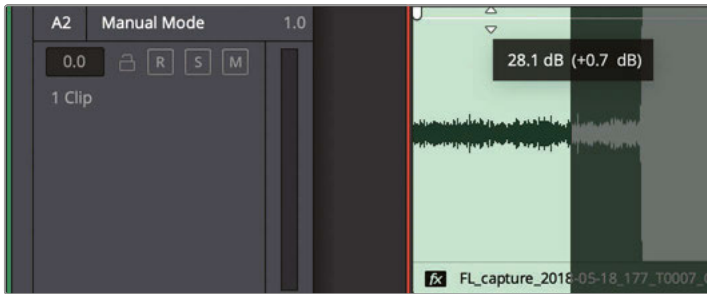 A2 Manual Mode 1.0
28.1 dB (+0.7 dB)
0.0 R S M
1 Clip
fx FL_capture_2018-05-18_177_T0007_